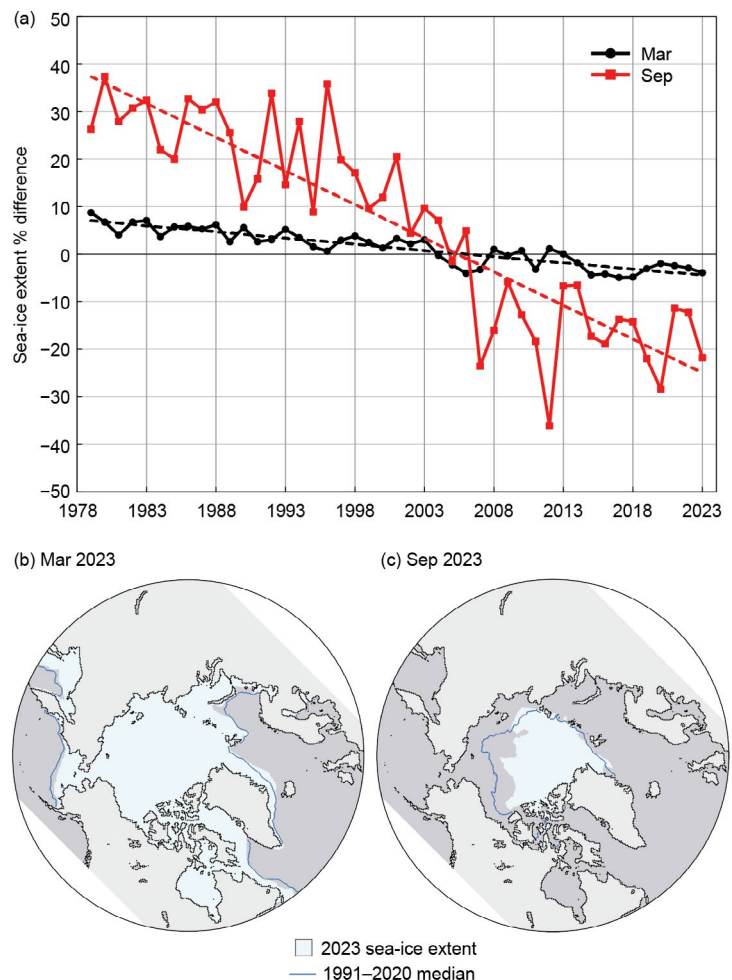 (a)
50
40
30
20
10
0
−10
−20
−30
−40
−50
Sea-ice extent % difference
Mar
Sep
1978 1983 1988 1993 1998 2003 2008 2013 2018 2023
(b) Mar 2023 (c) Sep 2023
2023 sea-ice extent
1991–2020 median